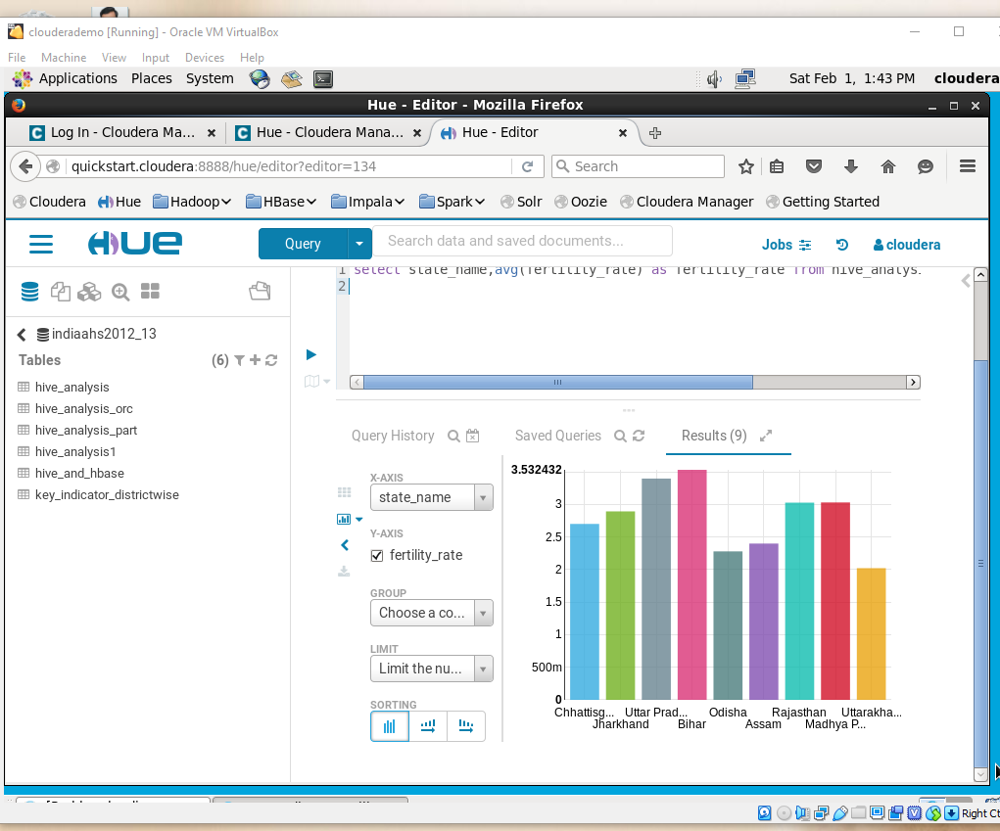 clouderademo [Running] - Oracle VM VirtualBox
File Machine View Input Devices Help
Applications Places System Sat Feb 1, 1:43 PM cloudera
Hue - Editor - Mozilla Firefox
Log In - Cloudera Ma... Hue - Cloudera Mana... Hue - Editor
quickstart.cloudera:8888/hue/editor?editor=134 Search
Cloudera Hue Hadoop HBase Impala Spark Solr Oozie Cloudera Manager Getting Started
HUE Query Search data and saved documents... Jobs cloudera
1 select state_name,avg(fertility_rate) as fertility_rate from hive_analys
2
indiaahs2012_13
Tables (6)
hive_analysis
hive_analysis_orc
hive_analysis_part
hive_analysis1
hive_and_hbase
key_indicator_districtwise
Query History Saved Queries Results (9)
X-AXIS
state_name
Y-AXIS
fertility_rate
GROUP
Choose a co...
LIMIT
Limit the nu...
SORTING
3.532432
3
2.5
2
1.5
1
500m
0
Chhattisg... Uttar Prad... Odisha Rajasthan Uttarakha...
Jharkhand Bihar Assam Madhya P...
Right Ct